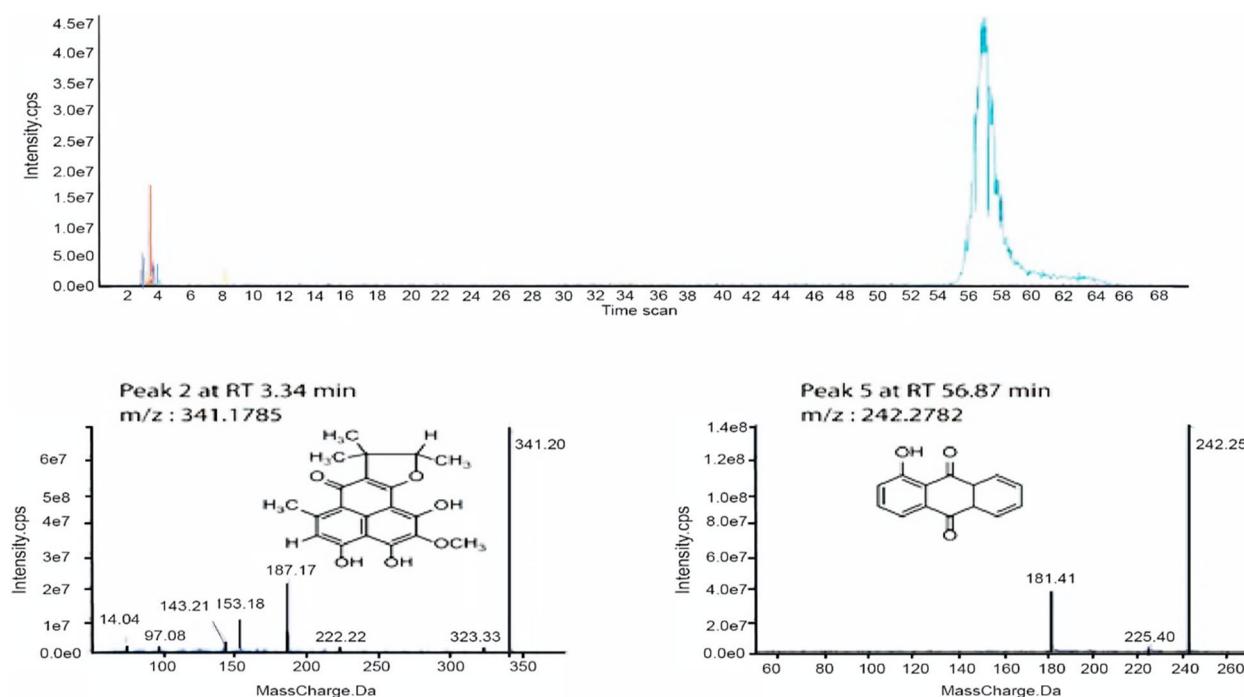 4.5e7
4.0e7
3.5e7
3.0e7
2.5e7
2.0e7
1.5e7
1.0e7
5.0e0
0.0e0
Intensity.cps
2 4 6 8 10 12 14 16 18 20 22 24 26 28 30 32 34 36 38 40 42 44 46 48 50 52 54 56 58 60 62 64 66 68
Time scan
Peak 2 at RT 3.34 min
m/z : 341.1785
6e7
5e8
4e7
3e7
2e7
1e7
0.0e0
Intensity.cps
H₃C
H
H₃C
CH₃
O
O
H₃C
OH
H
OCH₃
OH
OH
341.20
187.17
143.21
153.18
14.04
97.08
222.22
323.33
100 150 200 250 300 350
MassCharge.Da
Peak 5 at RT 56.87 min
m/z : 242.2782
1.4e8
1.2e8
1.0e8
8.0e7
6.0e7
4.0e7
2.0e7
0.0e0
Intensity.cps
OH
O
O
242.25
181.41
225.40
60 80 100 120 140 160 180 200 220 240 260
MassCharge.Da